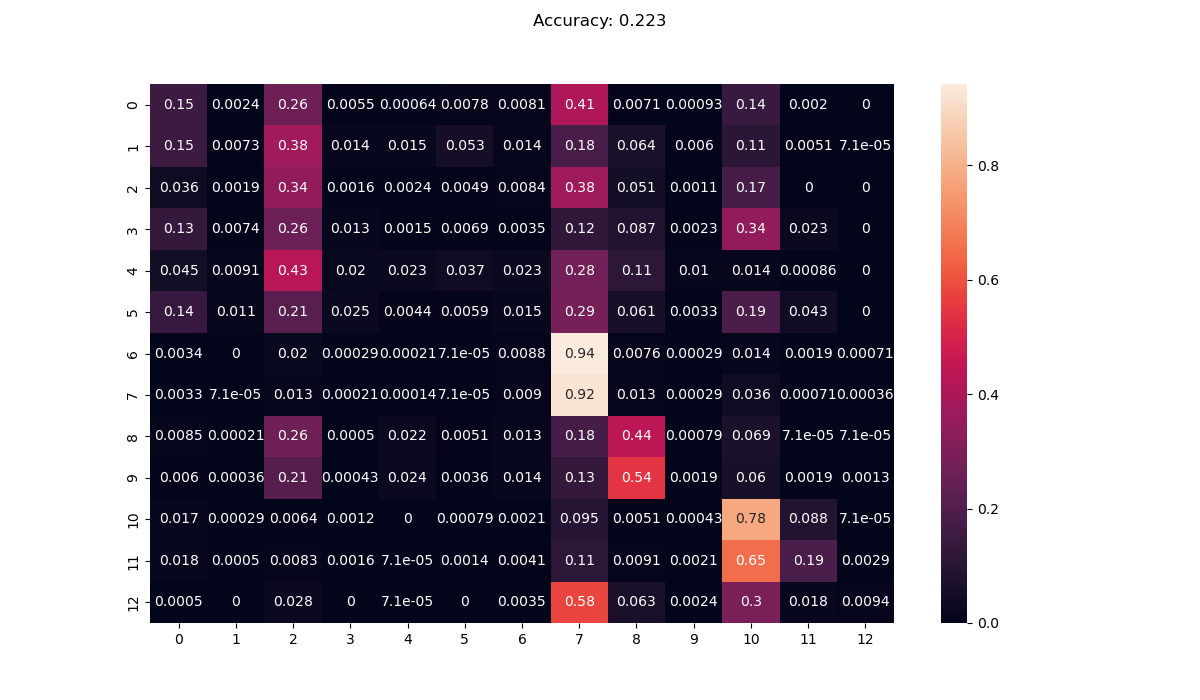 Accuracy: 0.223
0 0.15 0.0024 0.26 0.0055 0.00064 0.0078 0.0081 0.41 0.0071 0.00093 0.14 0.002 0
1 0.15 0.0073 0.38 0.014 0.015 0.053 0.014 0.18 0.064 0.006 0.11 0.0051 7.1e-05
2 0.036 0.0019 0.34 0.0016 0.0024 0.0049 0.0084 0.38 0.051 0.0011 0.17 0 0
3 0.13 0.0074 0.26 0.013 0.0015 0.0069 0.0035 0.12 0.087 0.0023 0.34 0.023 0
4 0.045 0.0091 0.43 0.02 0.023 0.037 0.023 0.28 0.11 0.01 0.014 0.00086 0
5 0.14 0.011 0.21 0.025 0.0044 0.0059 0.015 0.29 0.061 0.0033 0.19 0.043 0
6 0.0034 0 0.02 0.00029 0.00021 7.1e-05 0.0088 0.94 0.0076 0.00029 0.014 0.0019 0.00071
7 0.0033 7.1e-05 0.013 0.00021 0.00014 7.1e-05 0.009 0.92 0.013 0.00029 0.036 0.00071 0.00036
8 0.0085 0.00021 0.26 0.0005 0.022 0.0051 0.013 0.18 0.44 0.00079 0.069 7.1e-05 7.1e-05
9 0.006 0.00036 0.21 0.00043 0.024 0.0036 0.014 0.13 0.54 0.0019 0.06 0.0019 0.0013
10 0.017 0.00029 0.0064 0.0012 0 0.00079 0.0021 0.095 0.0051 0.00043 0.78 0.088 7.1e-05
11 0.018 0.0005 0.0083 0.0016 7.1e-05 0.0014 0.0041 0.11 0.0091 0.0021 0.65 0.19 0.0029
12 0.0005 0 0.028 0 7.1e-05 0 0.0035 0.58 0.063 0.0024 0.3 0.018 0.0094
0 1 2 3 4 5 6 7 8 9 10 11 12
0.8
0.6
0.4
0.2
0.0